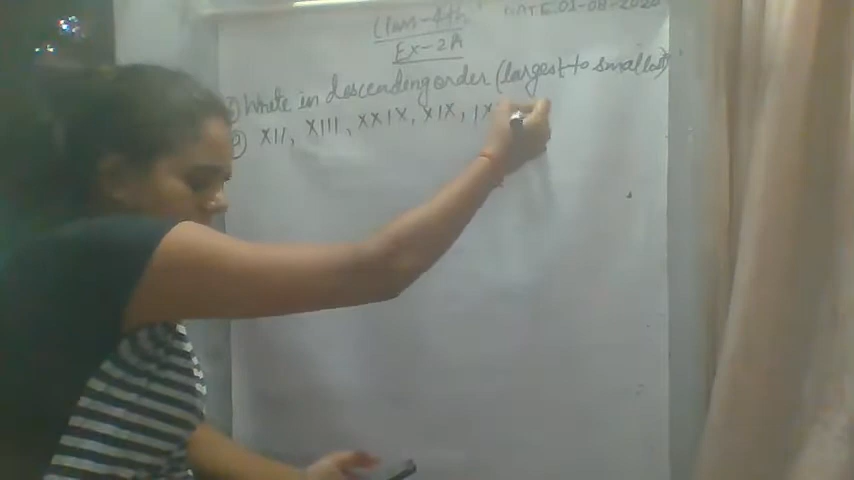 Class-4th
DATE.01-08-2020
Ex-2A
Write in descending order (largest to smallest)
XII, XIII, XXIX, XIX, IX